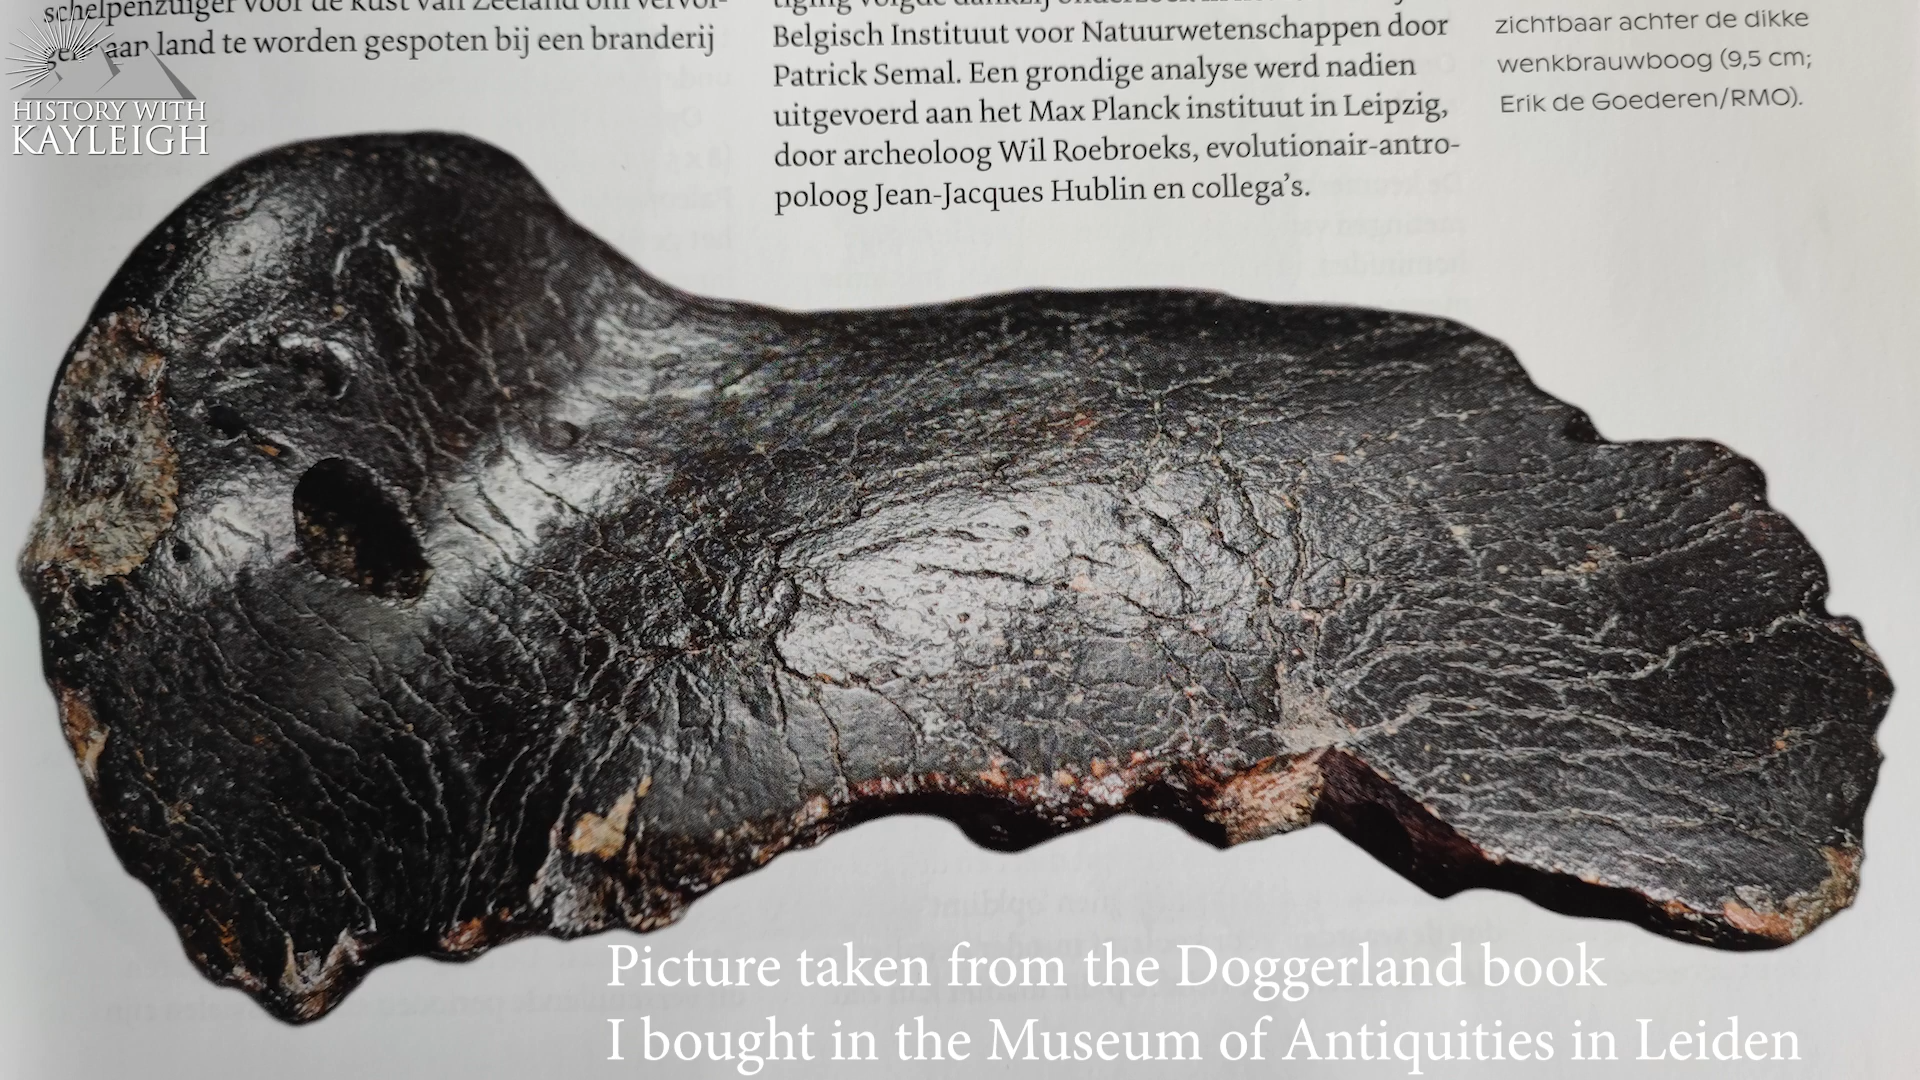 schelpenzuiger voor de kust van Zeeland om vervol-
aan land te worden gespoten bij een branderij
Belgisch Instituut voor Natuurwetenschappen door
Patrick Semal. Een grondige analyse werd nadien
uitgevoerd aan het Max Planck instituut in Leipzig,
door archeoloog Wil Roebroeks, evolutionair-antro-
poloog Jean-Jacques Hublin en collega’s.
zichtbaar achter de dikke
wenkbrauwboog (9,5 cm;
Erik de Goederen/RMO).
HISTORY WITH
KAYLEIGH
Picture taken from the Doggerland book
I bought in the Museum of Antiquities in Leiden